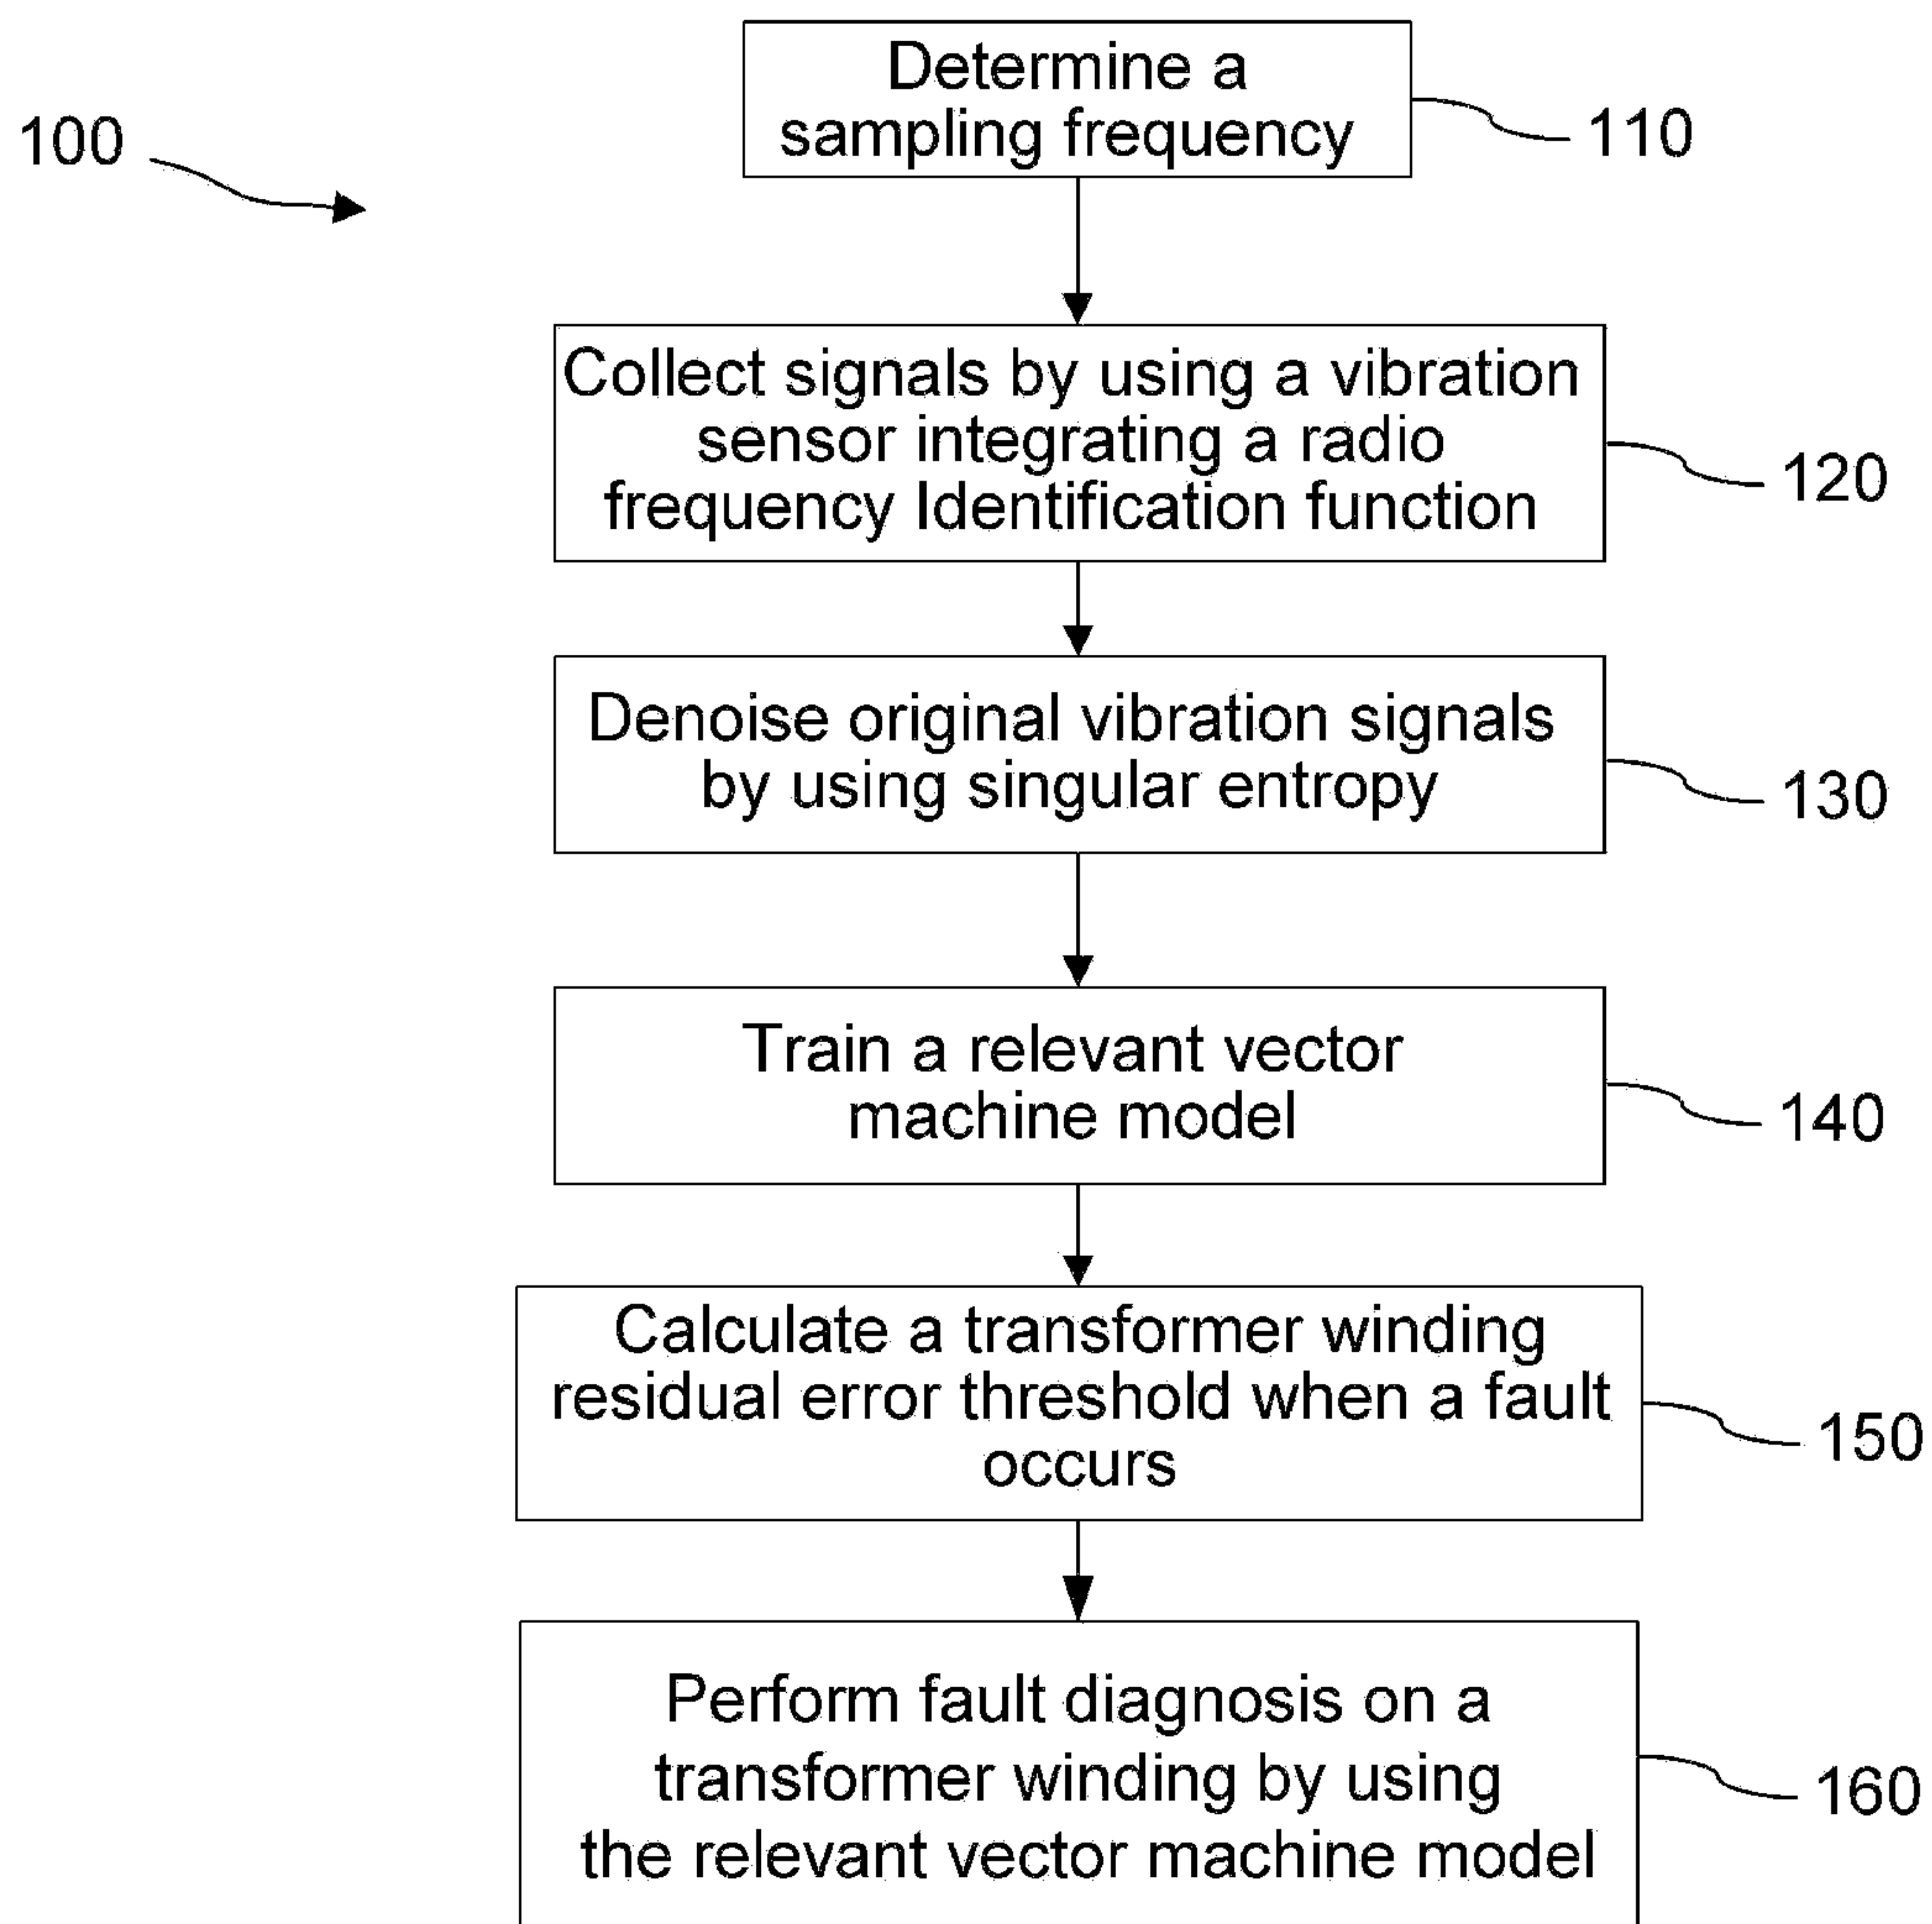 Determine a
sampling frequency
110
100
Collect signals by using a vibration
sensor integrating a radio
frequency Identification function
120
Denoise original vibration signals
by using singular entropy
130
Train a relevant vector
machine model
140
Calculate a transformer winding
residual error threshold when a fault
occurs
150
Perform fault diagnosis on a
transformer winding by using
the relevant vector machine model
160